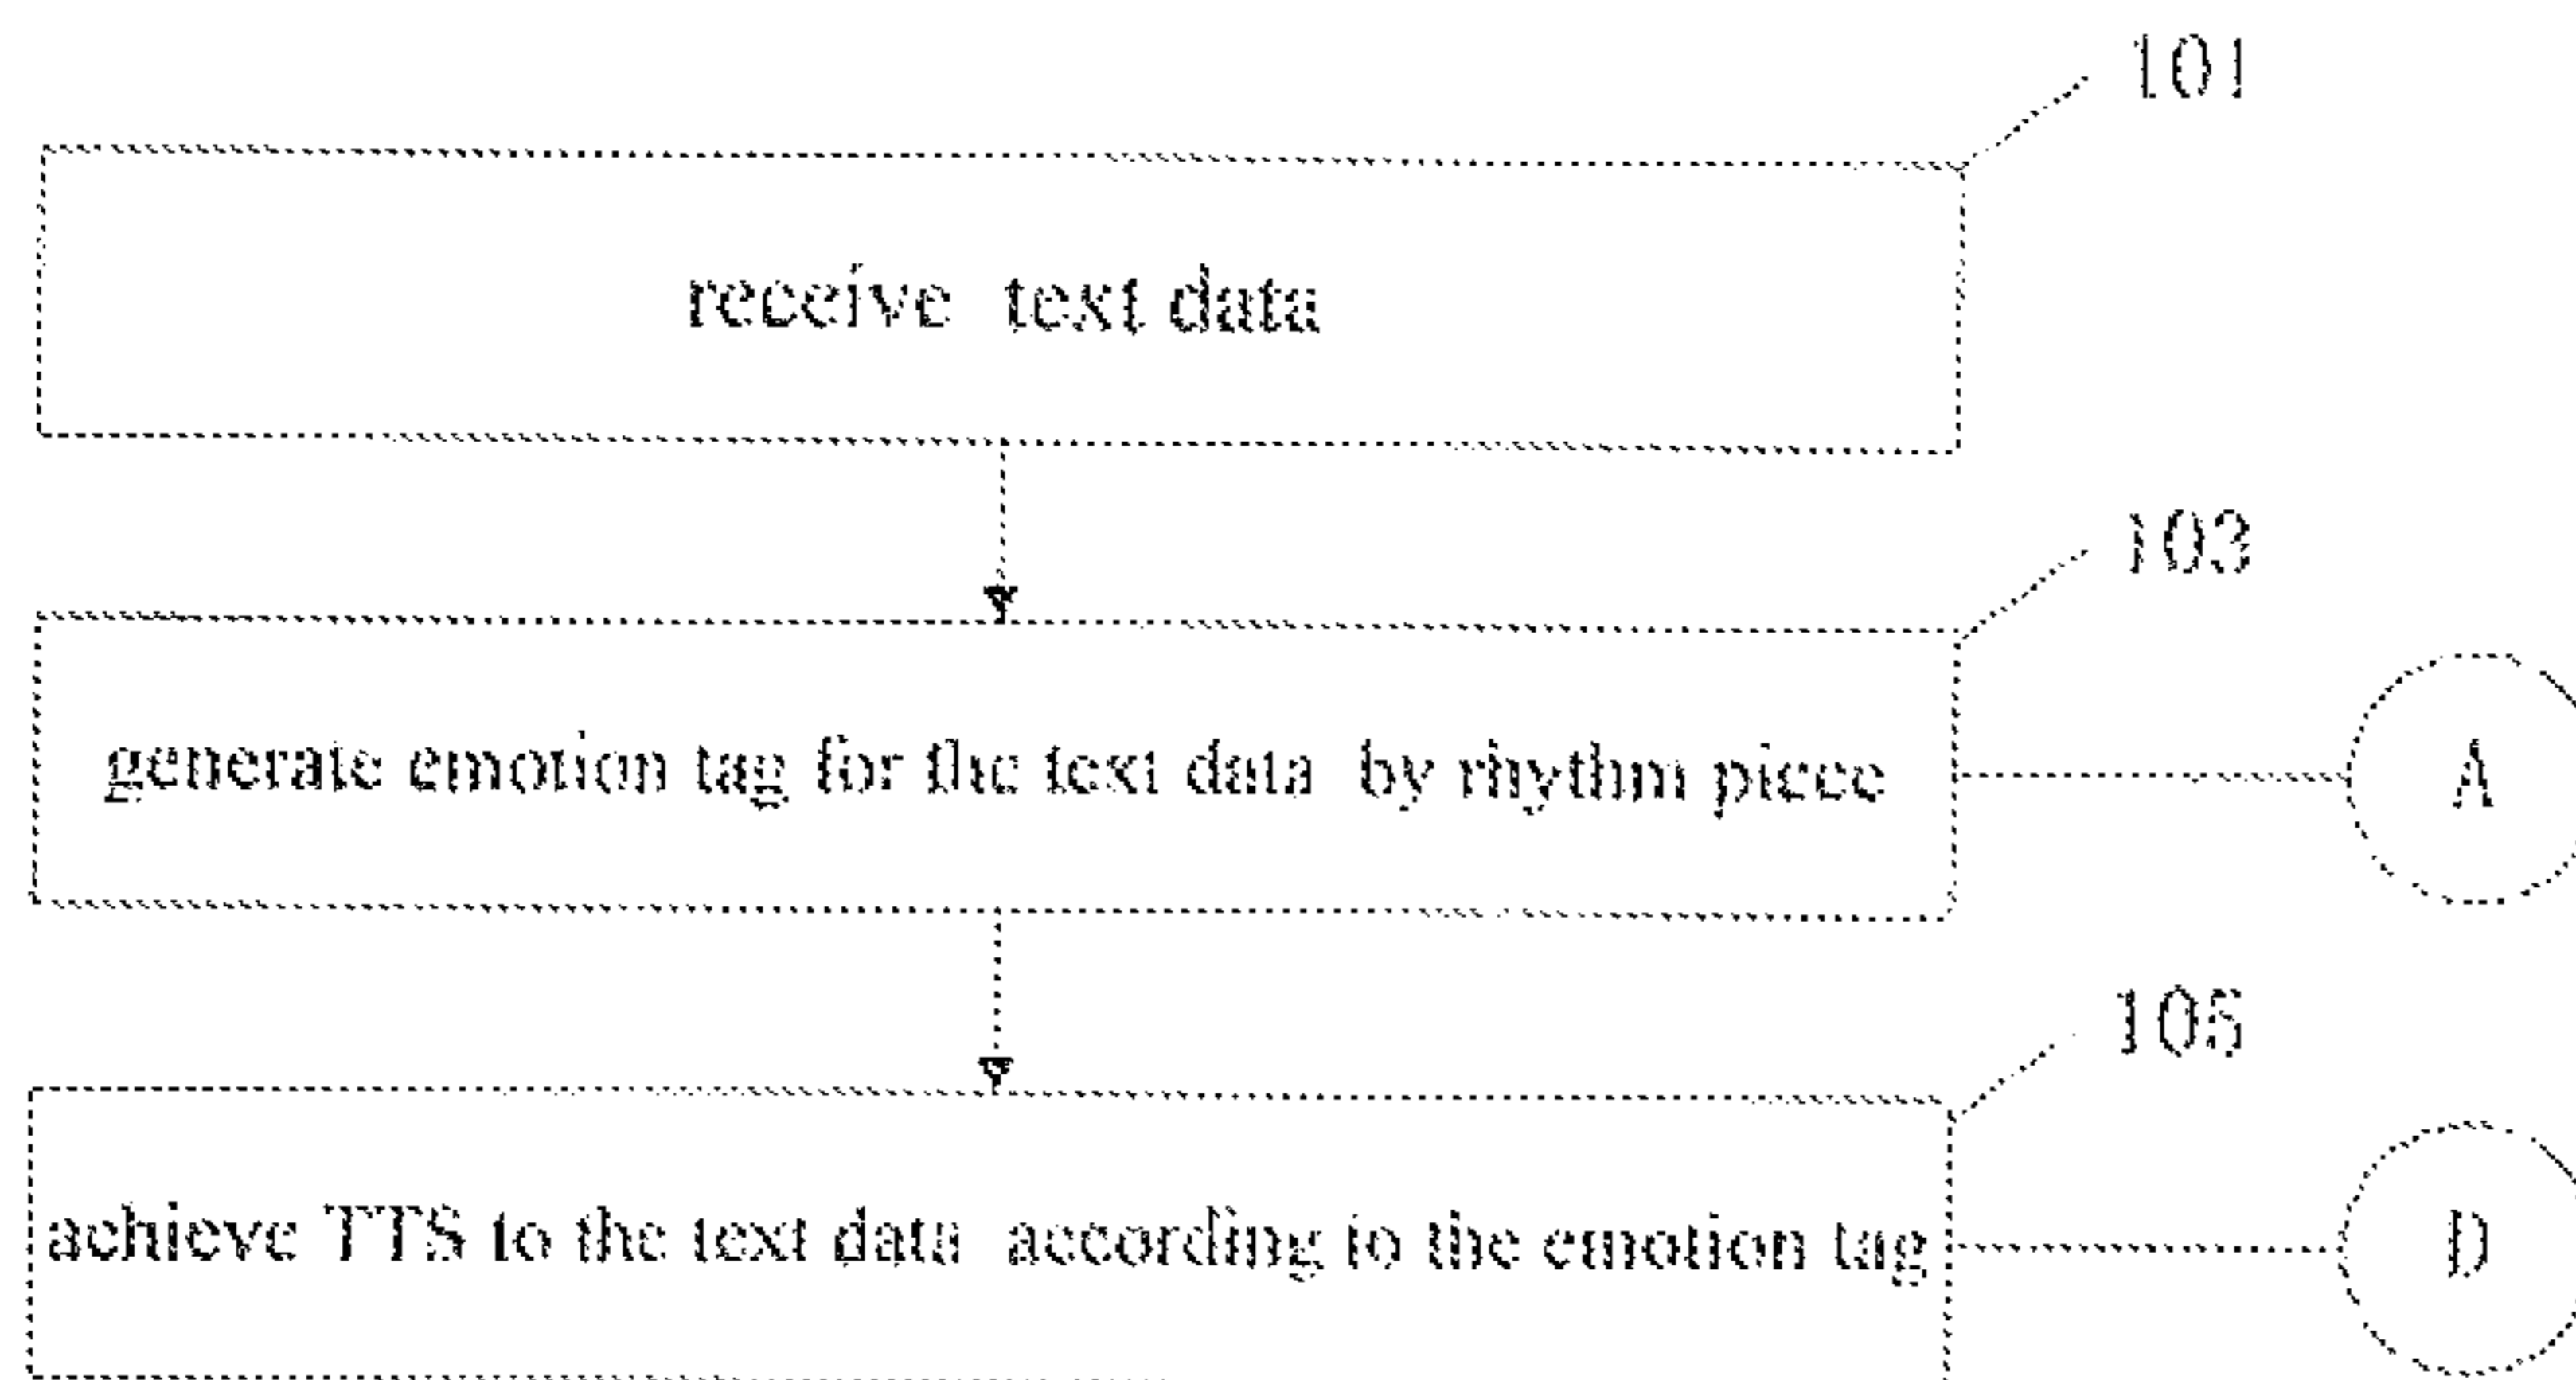 101
receive text data
103
generate emotion tag for the text data by rhythm piece
A
105
achieve TTS to the text data according to the emotion tag
D